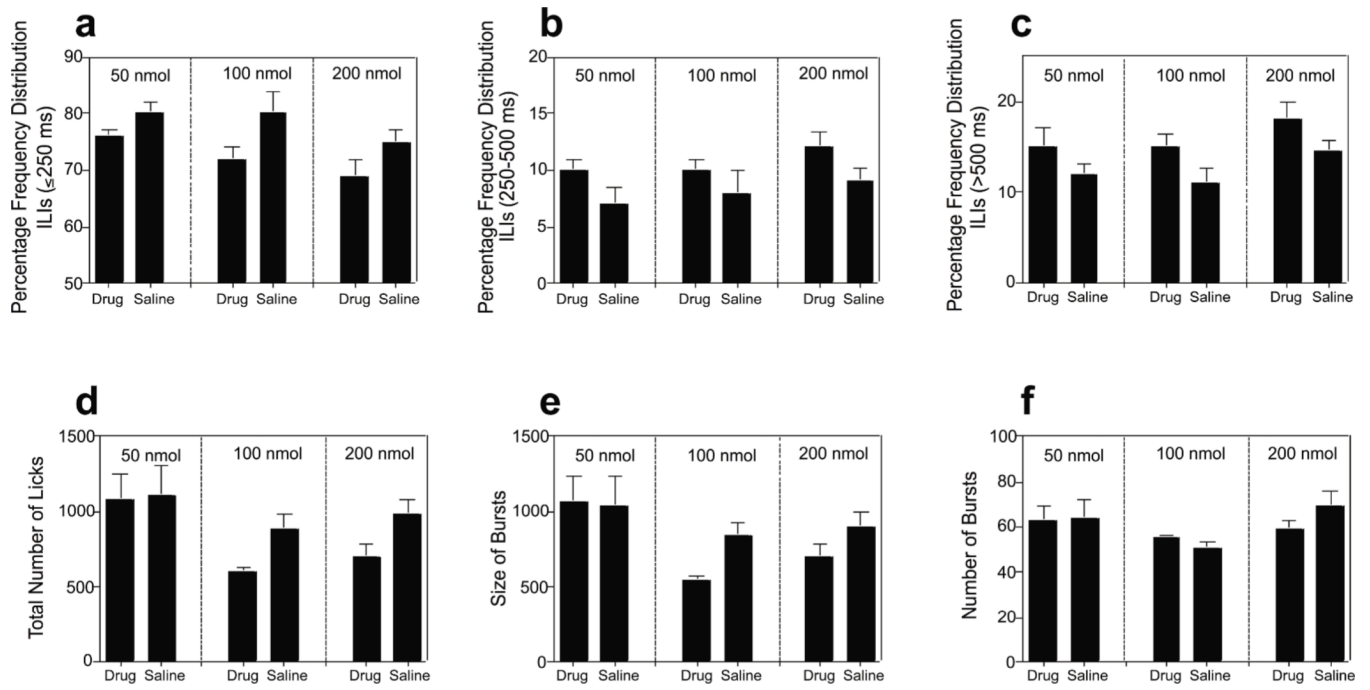 a
Percentage Frequency Distribution
ILIs (≤250 ms)
90
80
70
60
50
50 nmol
100 nmol
200 nmol
Drug Saline
Drug Saline
Drug Saline
b
Percentage Frequency Distribution
ILIs (250-500 ms)
20
15
10
5
0
50 nmol
100 nmol
200 nmol
Drug Saline
Drug Saline
Drug Saline
c
Percentage Frequency Distribution
ILIs (>500 ms)
20
10
0
50 nmol
100 nmol
200 nmol
Drug Saline
Drug Saline
Drug Saline
d
Total Number of Licks
1500
1000
500
0
50 nmol
100 nmol
200 nmol
Drug Saline
Drug Saline
Drug Saline
e
Size of Bursts
1500
1000
500
0
50 nmol
100 nmol
200 nmol
Drug Saline
Drug Saline
Drug Saline
f
Number of Bursts
100
80
60
40
20
0
50 nmol
100 nmol
200 nmol
Drug Saline
Drug Saline
Drug Saline